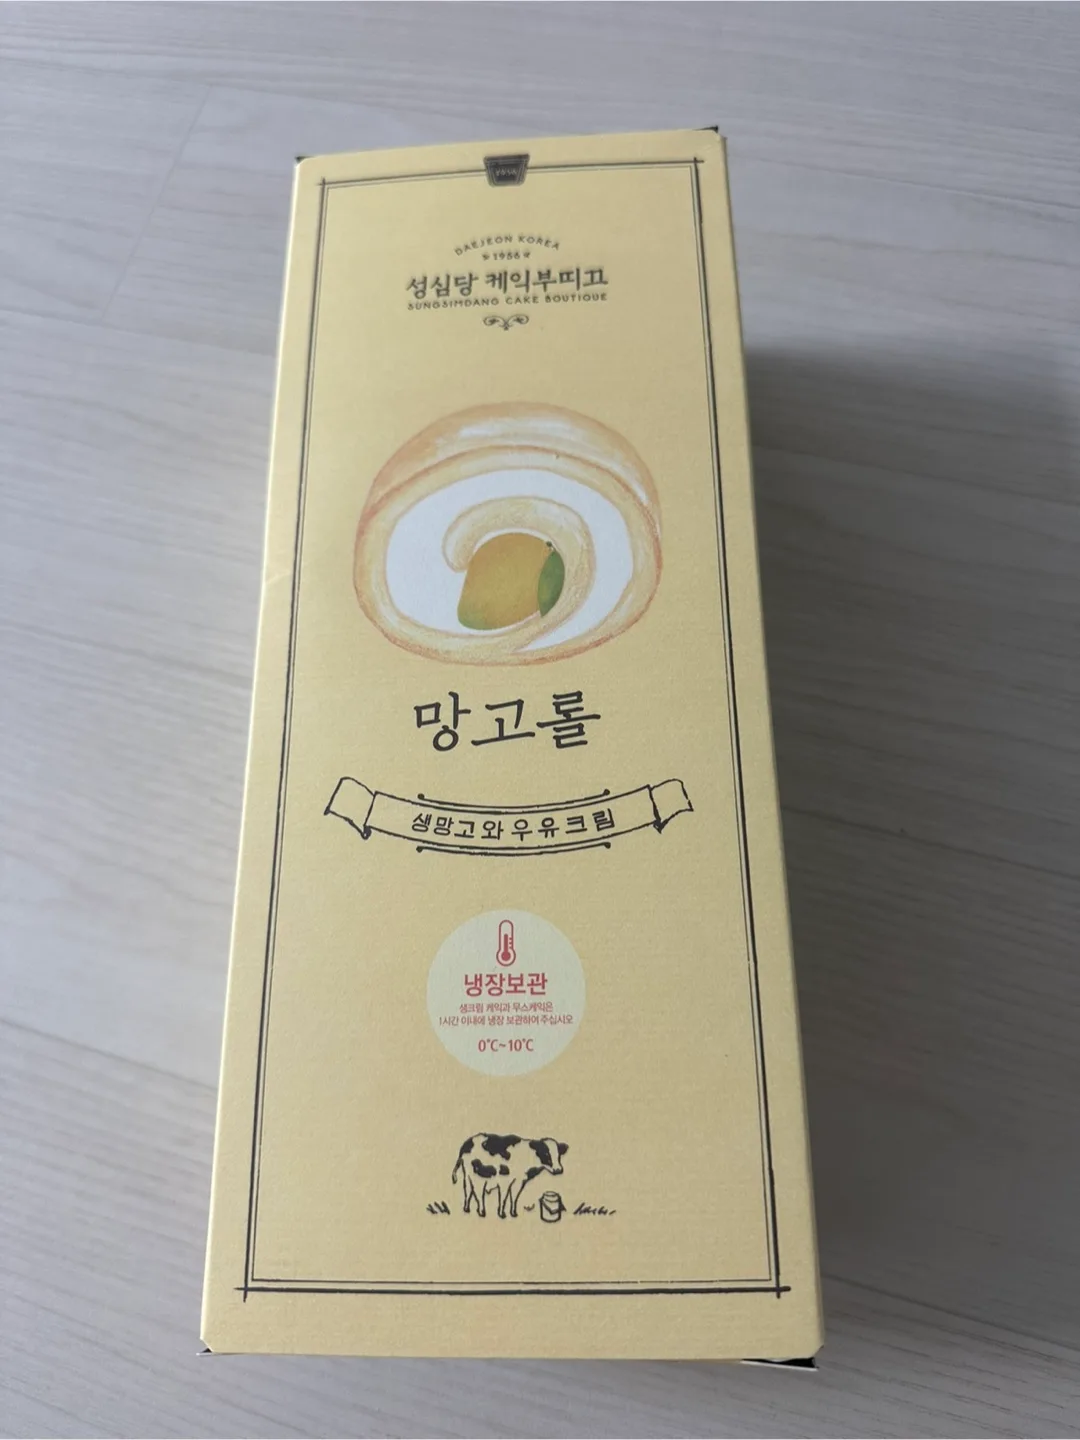 1956
DAEJEON KOREA
1956
성심당 케익부띠끄
SUNGSIMDANG CAKE BOUTIQUE
망고롤
생망고와 우유크림
냉장보관
생크림 케익과 무스케익은
1시간 이내에 냉장 보관하여 주십시오
0℃~10℃